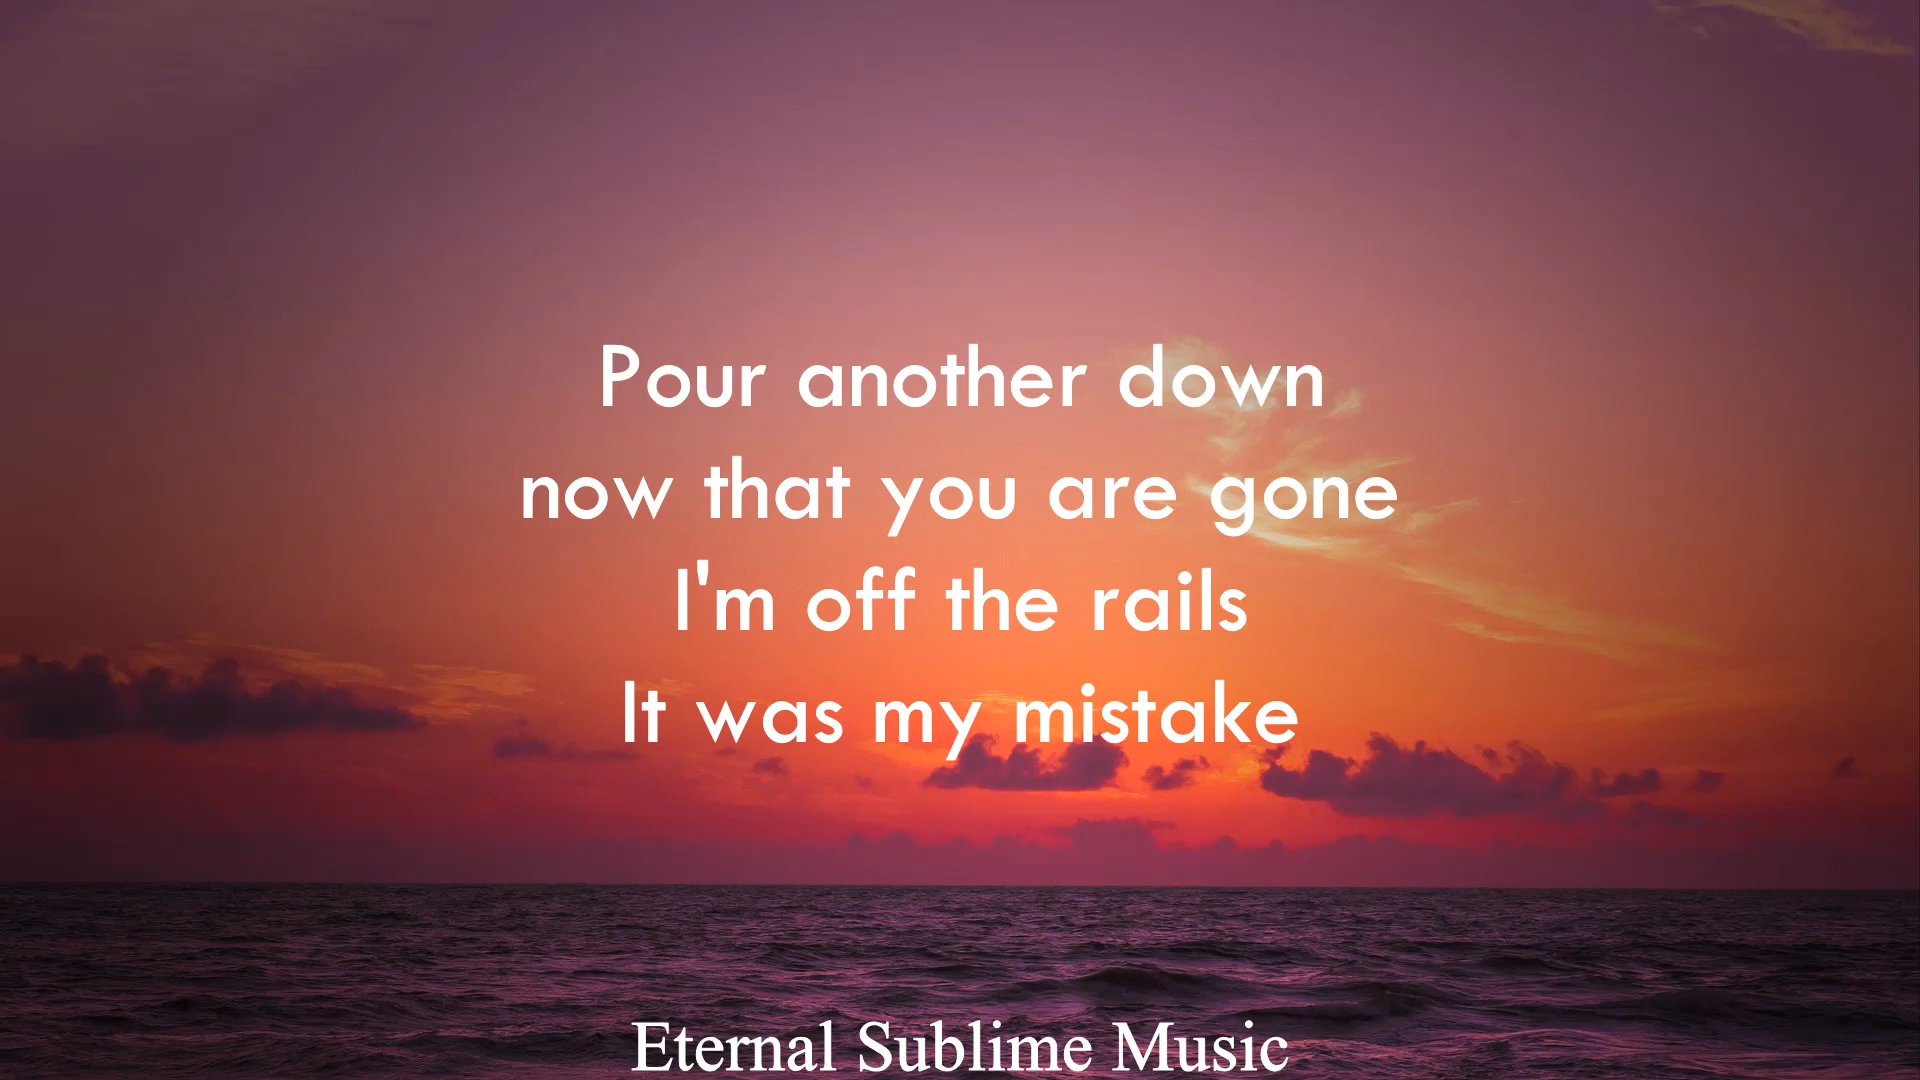 Pour another down
now that you are gone
I'm off the rails
It was my mistake
Eternal Sublime Music